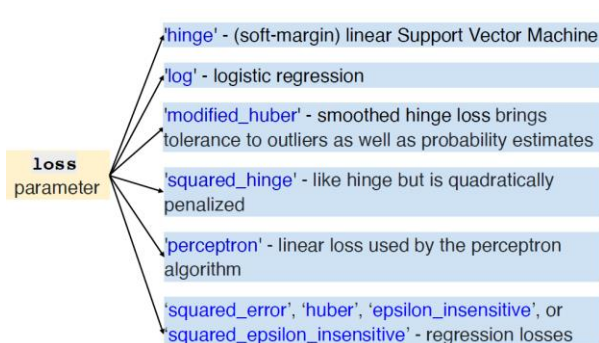 'hinge' - (soft-margin) linear Support Vector Machine
'log' - logistic regression
'modified_huber' - smoothed hinge loss brings
tolerance to outliers as well as probability estimates
loss
parameter
'squared_hinge' - like hinge but is quadratically
penalized
'perceptron' - linear loss used by the perceptron
algorithm
‘squared_error’, ‘huber’, ‘epsilon_insensitive’, or
‘squared_epsilon_insensitive’ - regression losses